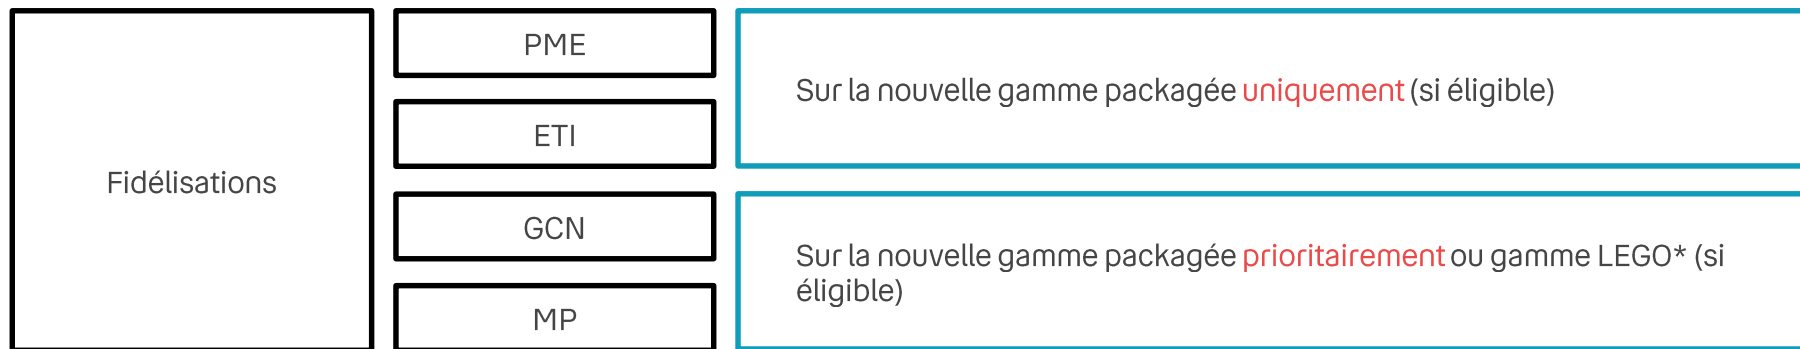 Fidélisations
PME
ETI
GCN
MP
Sur la nouvelle gamme packagée uniquement (si éligible)
Sur la nouvelle gamme packagée prioritairement ou gamme LEGO* (si
éligible)